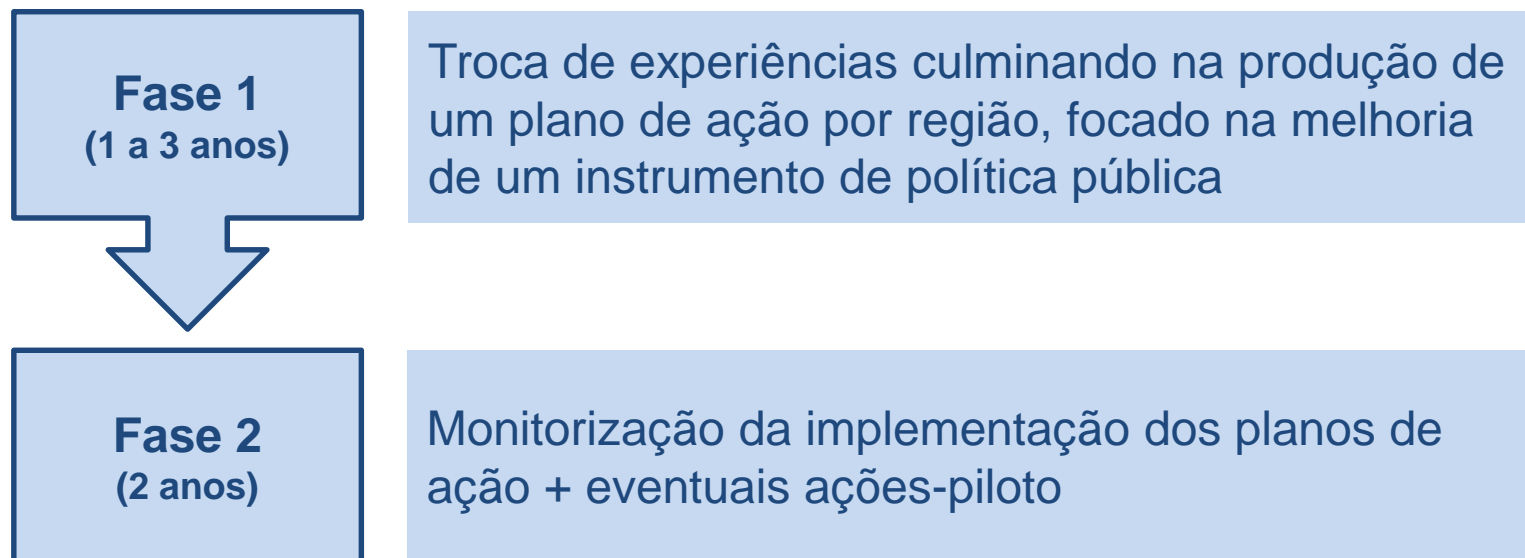 Fase 1
(1 a 3 anos)
Troca de experiências culminando na produção de
um plano de ação por região, focado na melhoria
de um instrumento de política pública
Fase 2
(2 anos)
Monitorização da implementação dos planos de
ação + eventuais ações-piloto